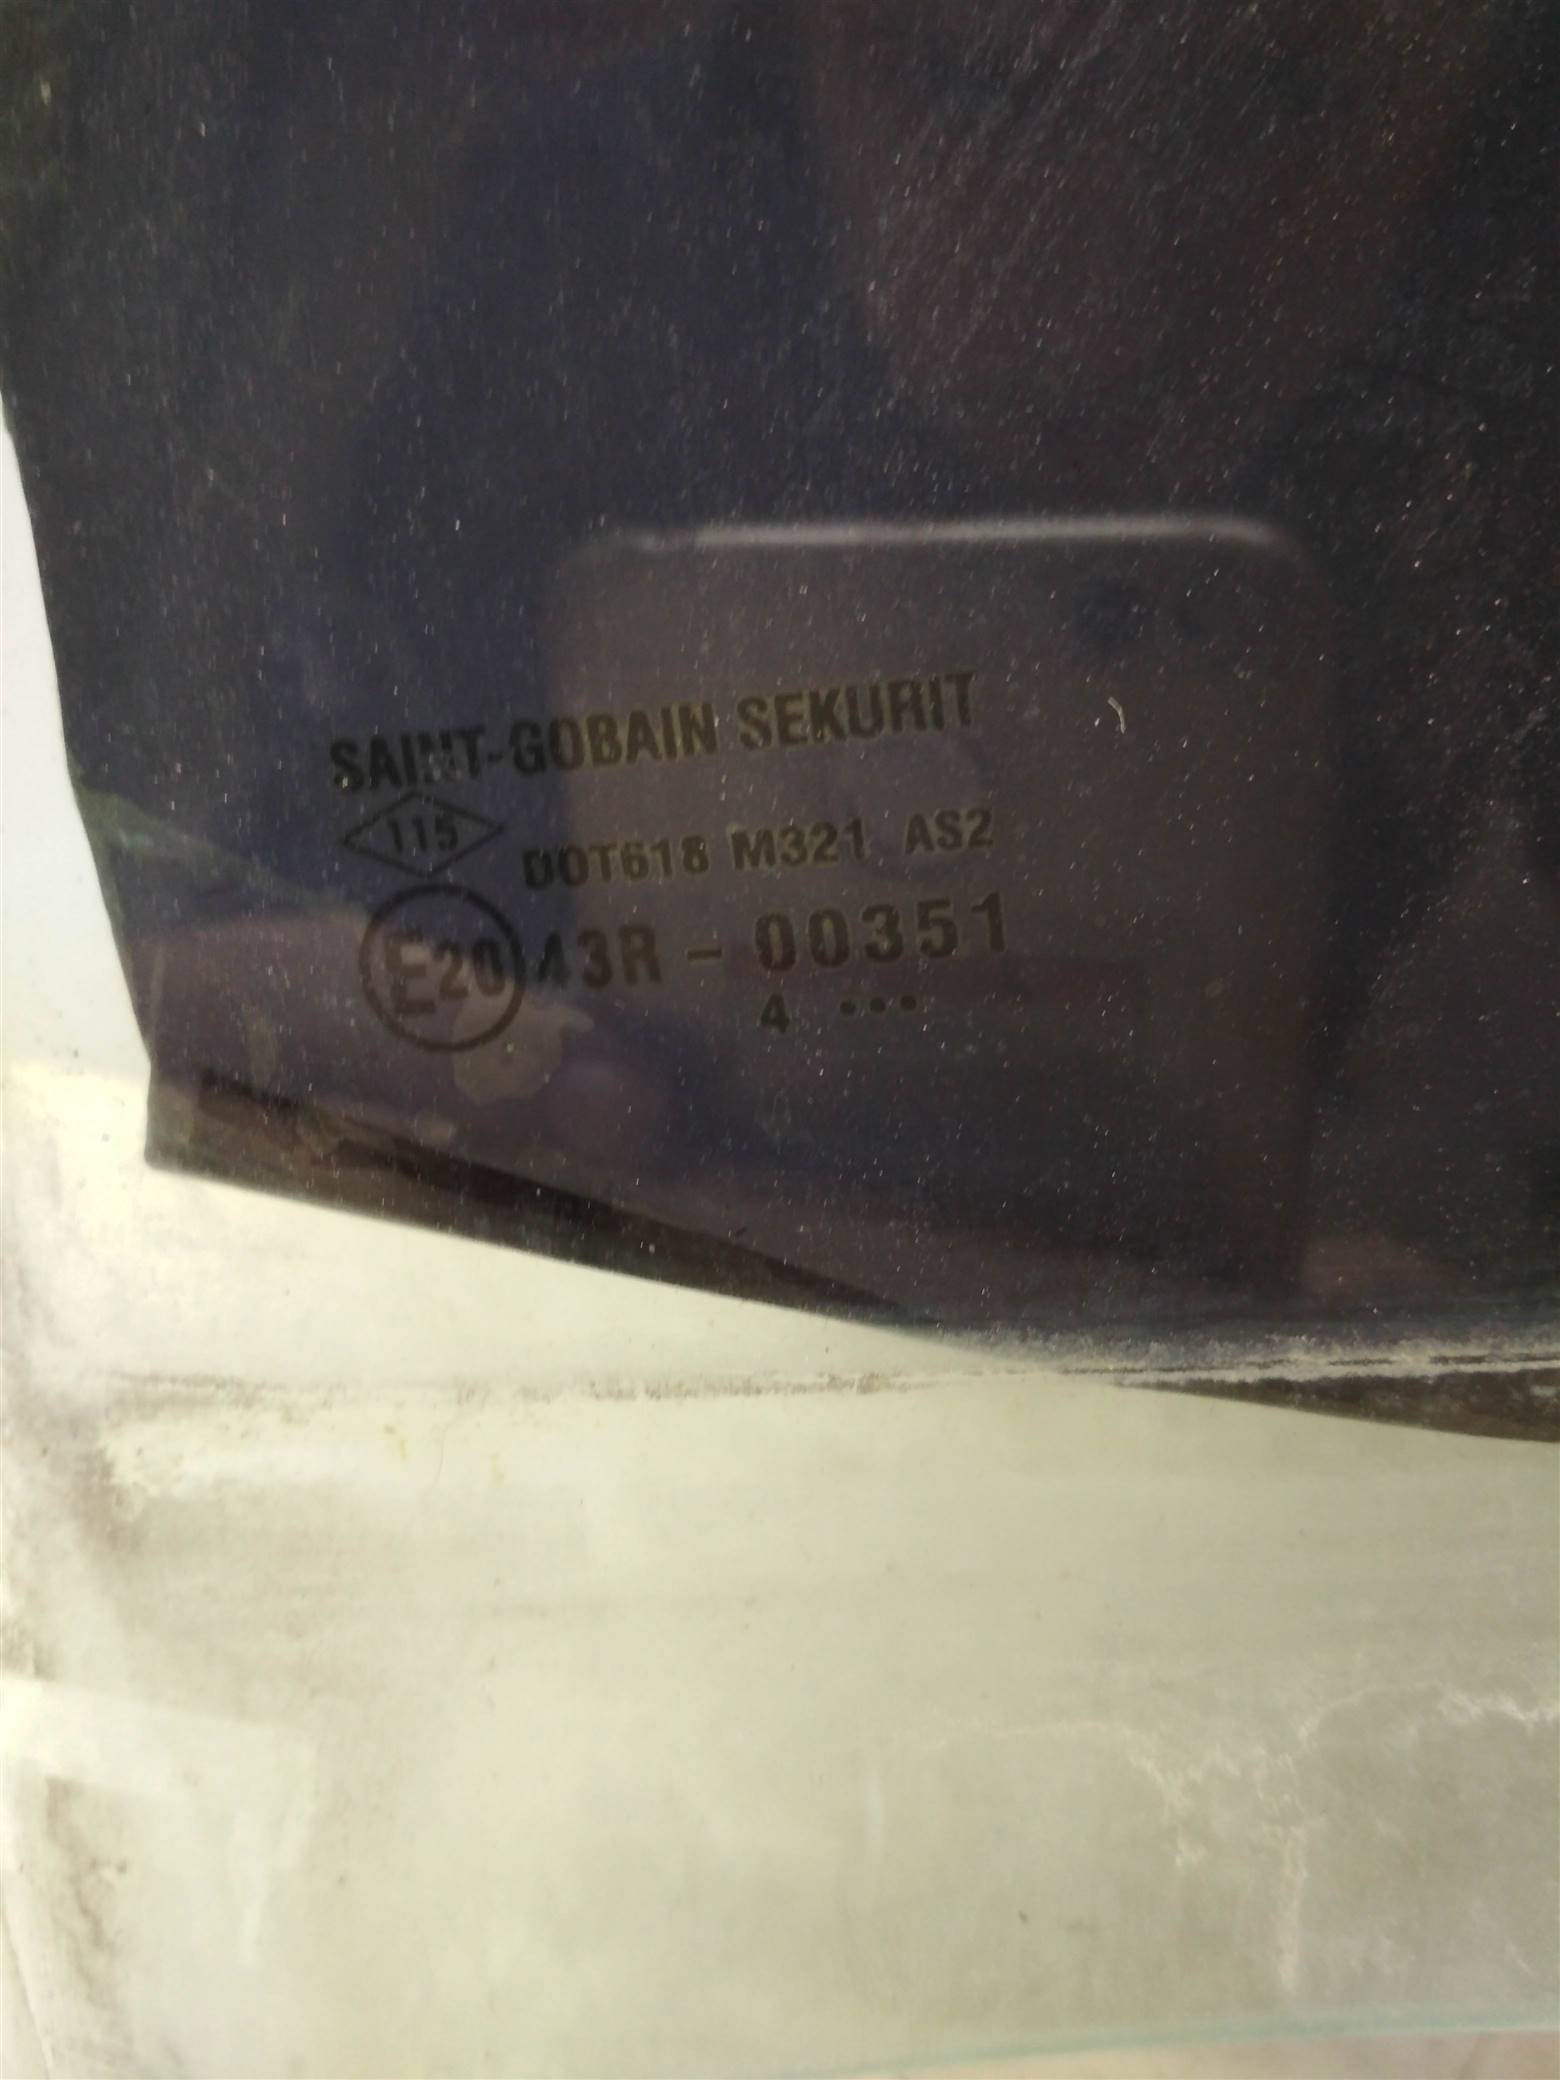 SAINT-GOBAIN SEKURIT
115 DOT618 M321 AS2
E20 43R - 00351
4 •••